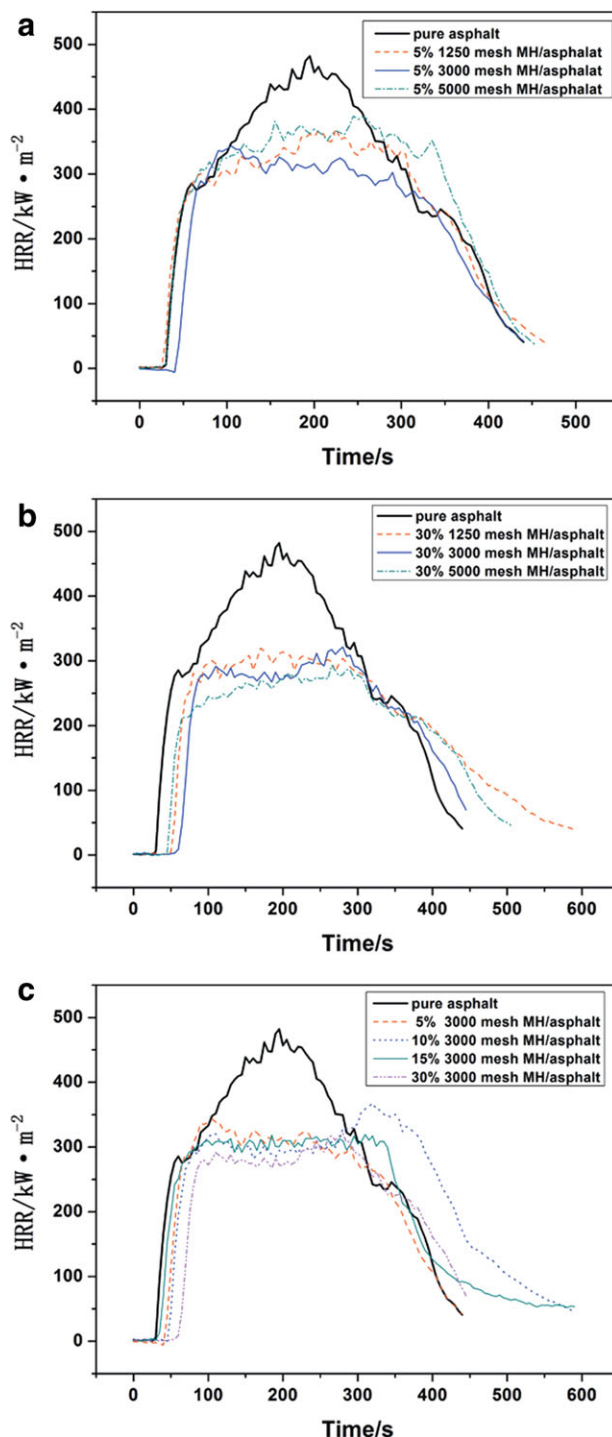 a
pure asphalt
5% 1250 mesh MH/asphalat
5% 3000 mesh MH/asphalat
5% 5000 mesh MH/asphalat
500
400
300
200
100
0
HRR/kW·m⁻²
0 100 200 300 400 500
Time/s
b
pure asphalt
30% 1250 mesh MH/asphalt
30% 3000 mesh MH/asphalt
30% 5000 mesh MH/asphalt
500
400
300
200
100
0
HRR/kW·m⁻²
0 100 200 300 400 500 600
Time/s
c
pure asphalt
5% 3000 mesh MH/asphalt
10% 3000 mesh MH/asphalt
15% 3000 mesh MH/asphalt
30% 3000 mesh MH/asphalt
500
400
300
200
100
0
HRR/kW·m⁻²
0 100 200 300 400 500 600
Time/s